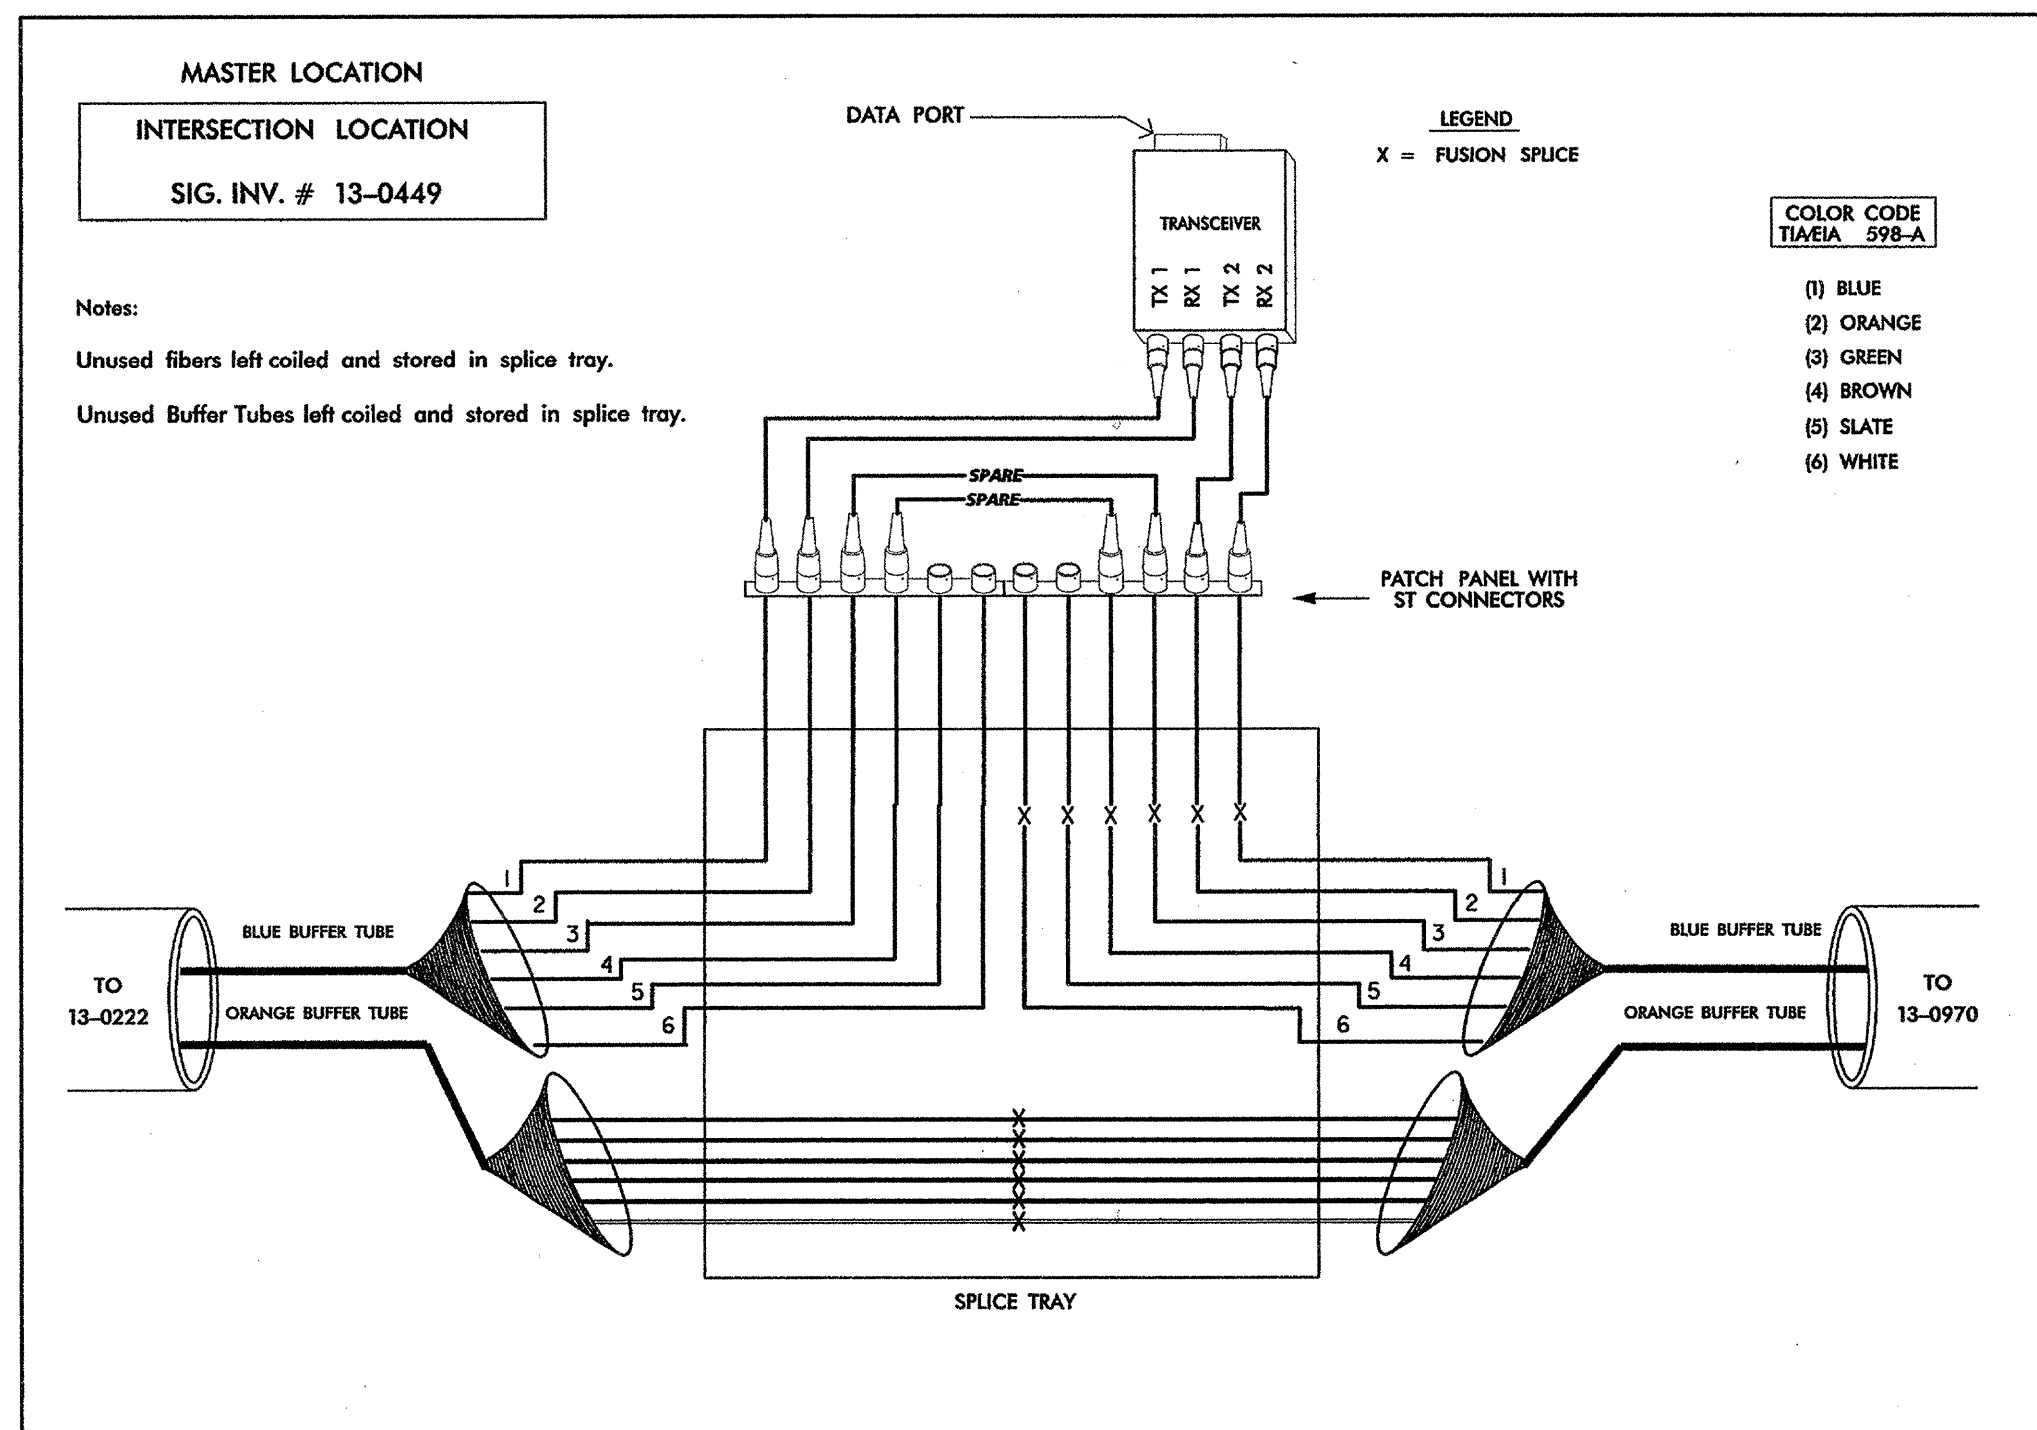 MASTER LOCATION
INTERSECTION LOCATION
SIG. INV. # 13-0449
Notes:
Unused fibers left coiled and stored in splice tray.
Unused Buffer Tubes left coiled and stored in splice tray.
DATA PORT
TRANSCEIVER
TX 1
RX 1
TX 2
RX 2
LEGEND
X = FUSION SPLICE
COLOR CODE
TIA/EIA 598-A
(1) BLUE
(2) ORANGE
(3) GREEN
(4) BROWN
(5) SLATE
(6) WHITE
SPARE
SPARE
PATCH PANEL WITH
ST CONNECTORS
X X X X X X
1
2
3
4
5
6
1
2
3
4
5
6
BLUE BUFFER TUBE
TO
13-0222
ORANGE BUFFER TUBE
BLUE BUFFER TUBE
TO
13-0970
ORANGE BUFFER TUBE
X
X
X
X
X
X
SPLICE TRAY